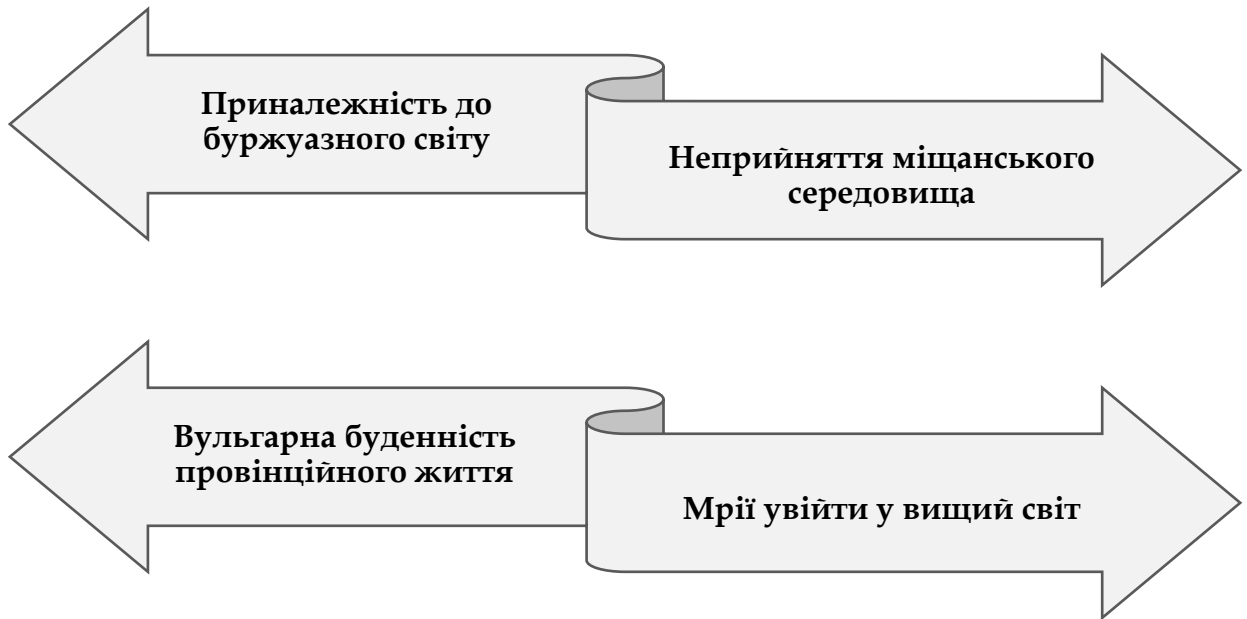 Приналежність до
буржуазного світу
Неприйняття міщанського
середовища
Вульгарна буденність
провінційного життя
Мрії увійти у вищий світ